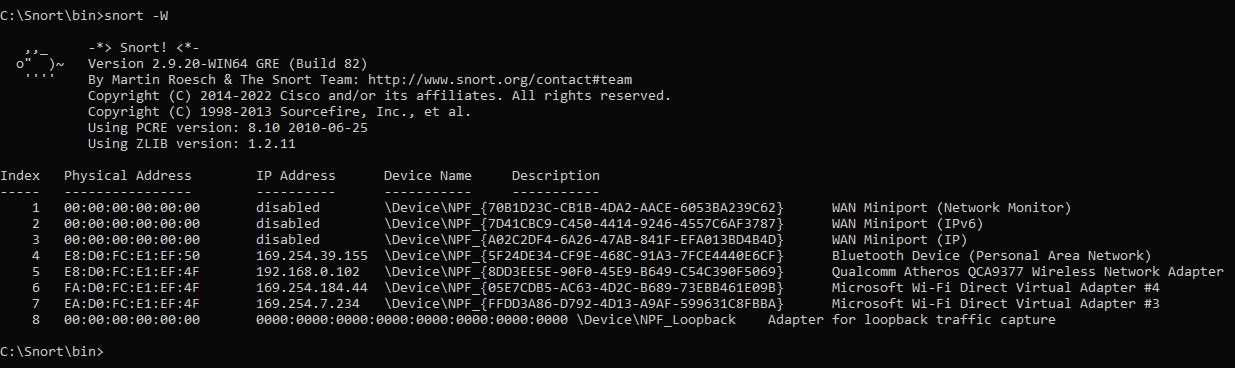 C:\Snort\bin>snort -W
,,_     -*> Snort! <*-
o"  )~   Version 2.9.20-WIN64 GRE (Build 82)
''''    By Martin Roesch & The Snort Team: http://www.snort.org/contact#team
Copyright (C) 2014-2022 Cisco and/or its affiliates. All rights reserved.
Copyright (C) 1998-2013 Sourcefire, Inc., et al.
Using PCRE version: 8.10 2010-06-25
Using ZLIB version: 1.2.11
Index   Physical Address        IP Address      Device Name     Description
-----   ----------------        ----------      -----------     -----------
1   00:00:00:00:00:00       disabled        \Device\NPF_{70B1D23C-CB1B-4DA2-AACE-6053BA239C62}      WAN Miniport (Network Monitor)
2   00:00:00:00:00:00       disabled        \Device\NPF_{7D41CBC9-C450-4414-9246-4557C6AF3787}      WAN Miniport (IPv6)
3   00:00:00:00:00:00       disabled        \Device\NPF_{A02C2DF4-6A26-47AB-841F-EFA013BD4B4D}      WAN Miniport (IP)
4   E8:D0:FC:E1:EF:50       169.254.39.155  \Device\NPF_{5F24DE34-CF9E-468C-91A3-7FCE4440E6CF}      Bluetooth Device (Personal Area Network)
5   E8:D0:FC:E1:EF:4F       192.168.0.102   \Device\NPF_{8DD3EE5E-90F0-45E9-B649-C54C390F5069}      Qualcomm Atheros QCA9377 Wireless Network Adapter
6   FA:D0:FC:E1:EF:4F       169.254.184.44  \Device\NPF_{05E7CDB5-AC63-4D2C-B689-73EBB461E09B}      Microsoft Wi-Fi Direct Virtual Adapter #4
7   EA:D0:FC:E1:EF:4F       169.254.7.234   \Device\NPF_{FFDD3A86-D792-4D13-A9AF-599631C8FBBA}      Microsoft Wi-Fi Direct Virtual Adapter #3
8   00:00:00:00:00:00       0000:0000:0000:0000:0000:0000:0000:0000 \Device\NPF_Loopback    Adapter for loopback traffic capture
C:\Snort\bin>